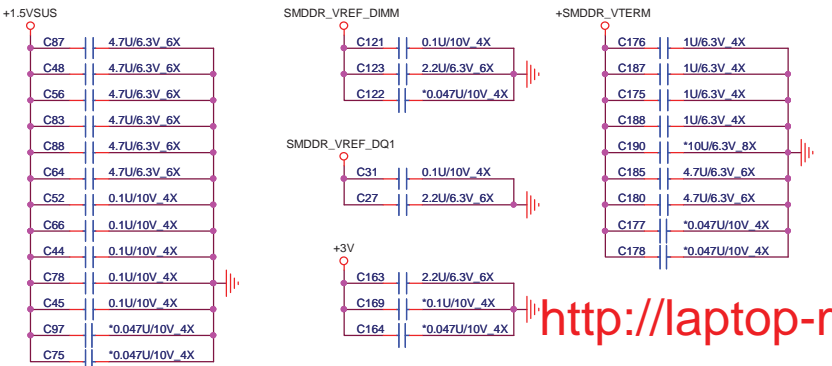 +1.5VSUS
C87 4.7U/6.3V_6X
C48 4.7U/6.3V_6X
C56 4.7U/6.3V_6X
C83 4.7U/6.3V_6X
C88 4.7U/6.3V_6X
C64 4.7U/6.3V_6X
C52 0.1U/10V_4X
C66 0.1U/10V_4X
C44 0.1U/10V_4X
C78 0.1U/10V_4X
C45 0.1U/10V_4X
C97 *0.047U/10V_4X
C75 *0.047U/10V_4X
SMDDR_VREF_DIMM
C121 0.1U/10V_4X
C123 2.2U/6.3V_6X
C122 *0.047U/10V_4X
SMDDR_VREF_DQ1
C31 0.1U/10V_4X
C27 2.2U/6.3V_6X
+3V
C163 2.2U/6.3V_6X
C169 *0.1U/10V_4X
C164 *0.047U/10V_4X
+SMDDR_VTERM
C176 1U/6.3V_4X
C187 1U/6.3V_4X
C175 1U/6.3V_4X
C188 1U/6.3V_4X
C190 *10U/6.3V_8X
C185 4.7U/6.3V_6X
C180 4.7U/6.3V_6X
C177 *0.047U/10V_4X
C178 *0.047U/10V_4X
http://laptop-r